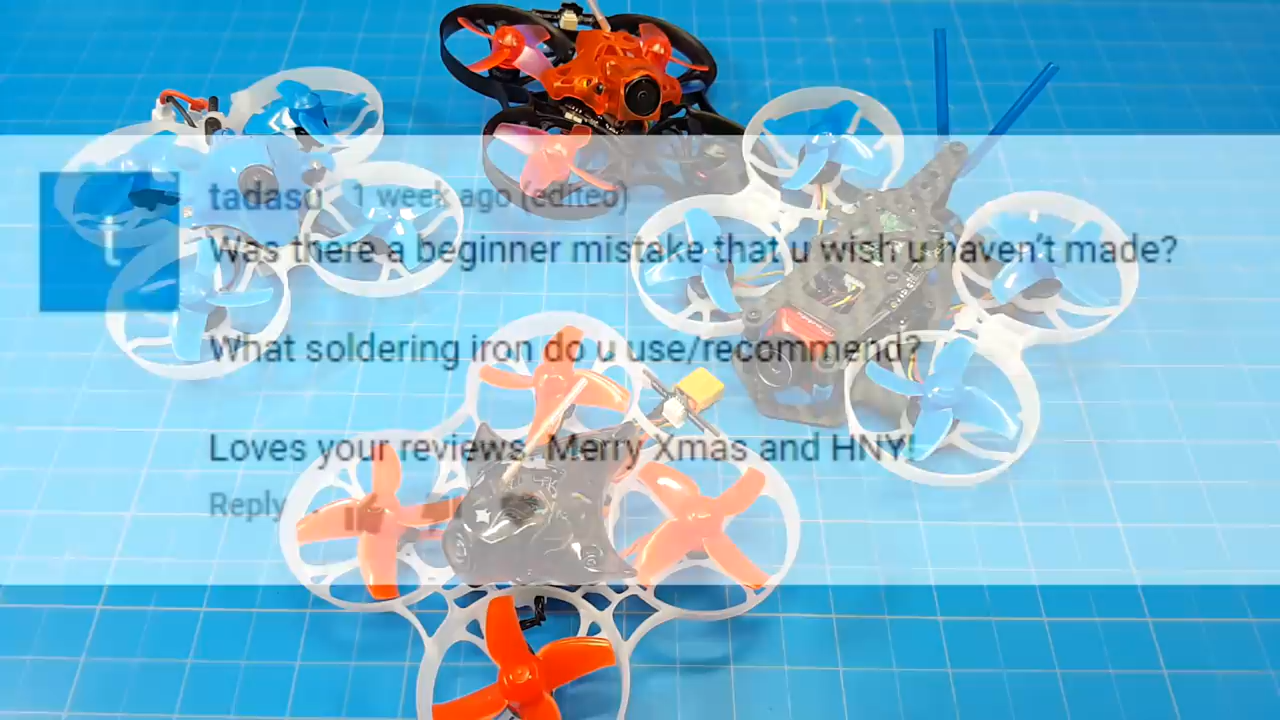 t
tadasu 1 week ago (edited)
Was there a beginner mistake that u wish u haven't made?
What soldering iron do u use/recommend?
Loves your reviews. Merry Xmas and HNY!
Reply